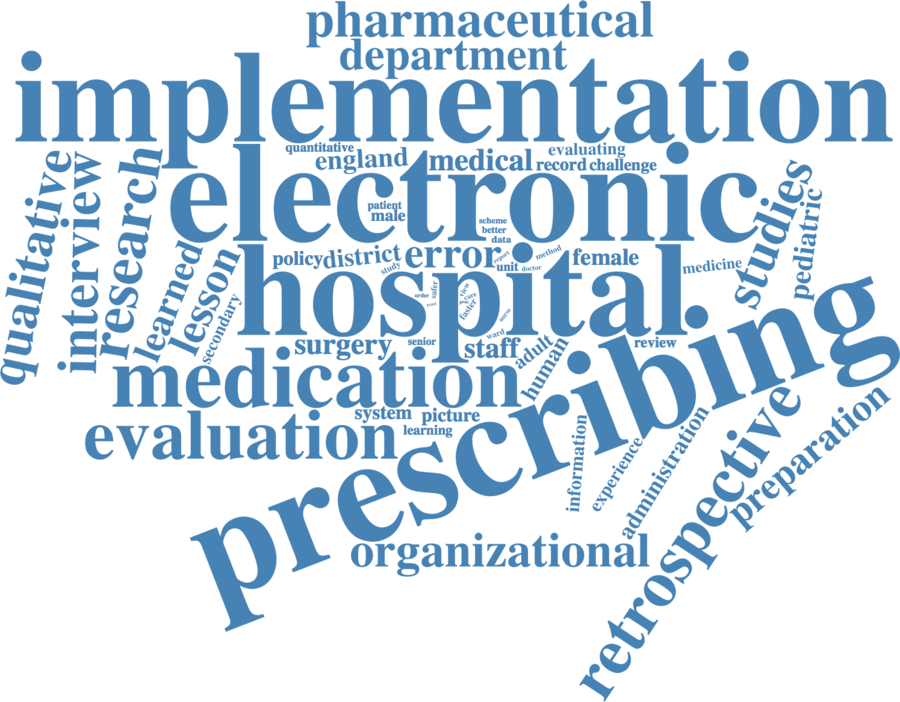 pharmaceutical
department
implementation
quantitative
england
medical
evaluating
record
challenge
electronic
qualitative
interview
research
learned
lesson
secondary
patient
male
scheme
better
data
studies
pediatric
policy
district
study
error
report
unit
method
doctor
female
medicine
hospital
order
safer
trust
view
care
faster
nurse
ward
surgery
senior
staff
adult
human
review
medication
prescribing
evaluation
system
picture
learning
information
experience
administration
retrospective
preparation
organizational